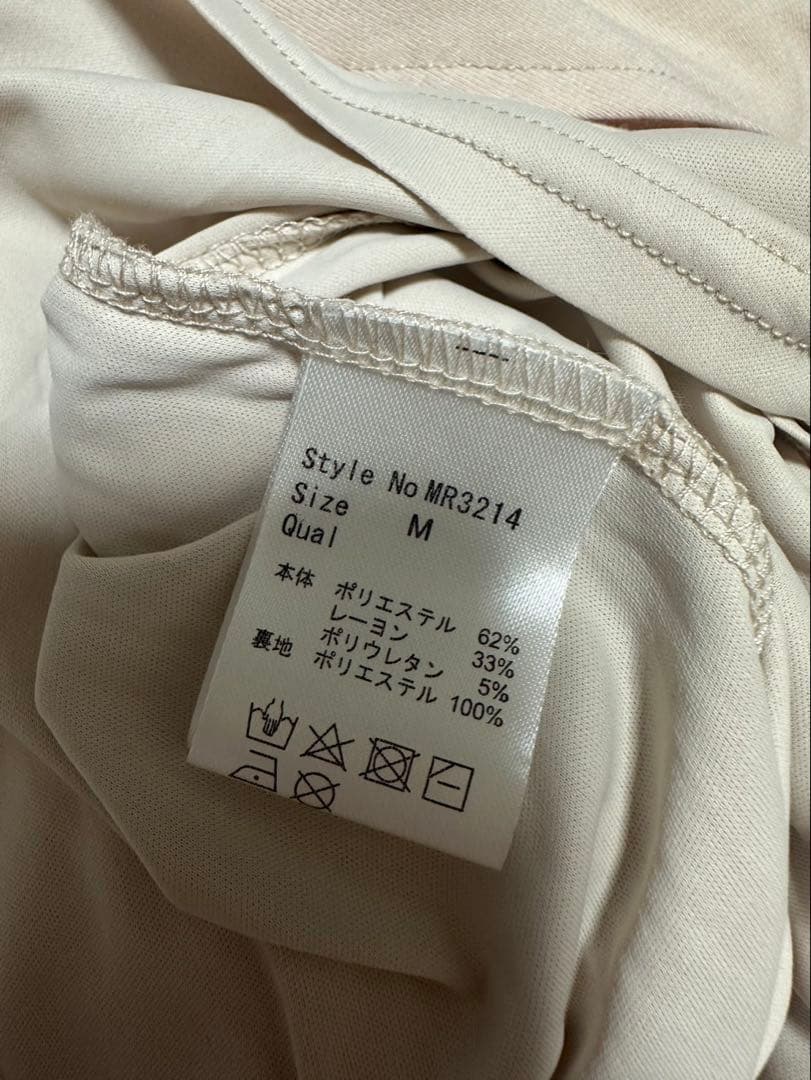 Style No MR3214
Size M
Qual
本体 ポリエステル 62%
レーヨン 33%
ポリウレタン 5%
裏地 ポリエステル 100%